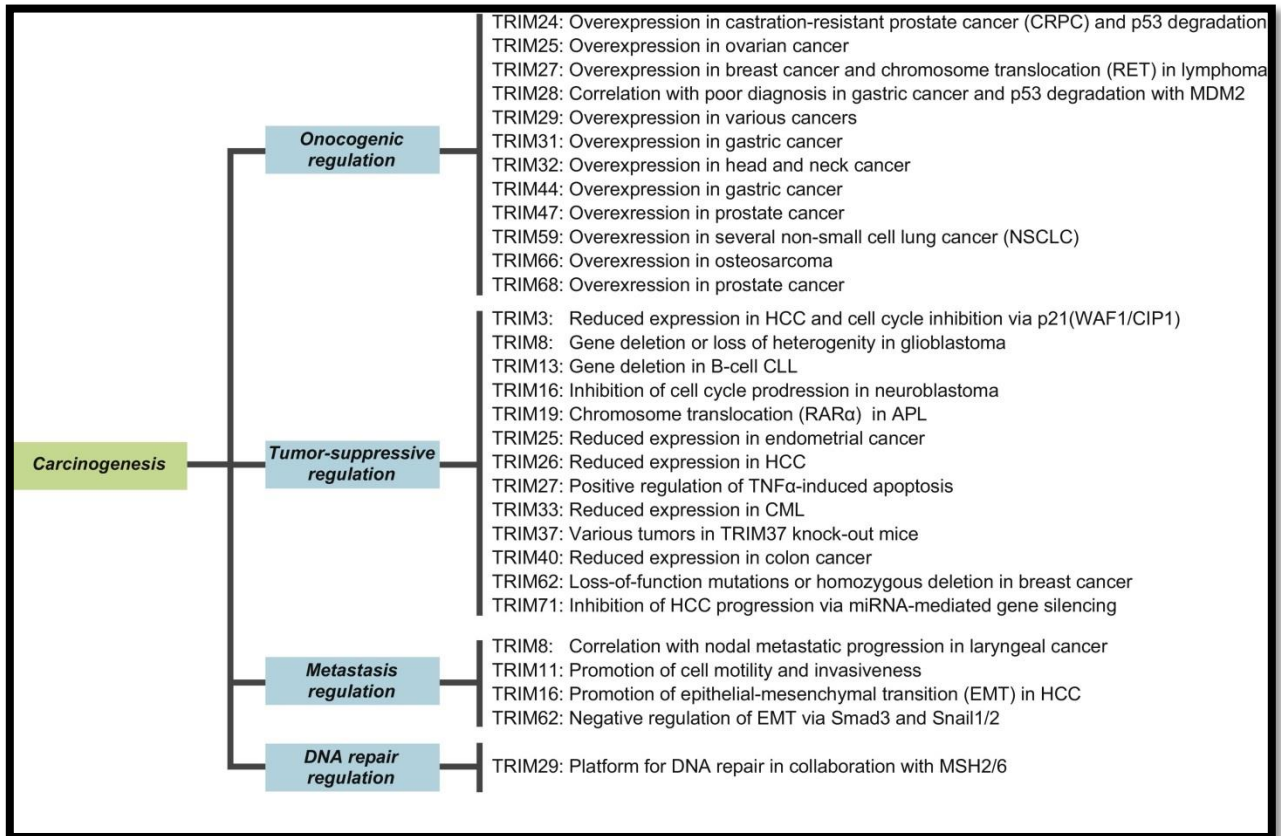 TRIM24: Overexpression in castration-resistant prostate cancer (CRPC) and p53 degradation
TRIM25: Overexpression in ovarian cancer
TRIM27: Overexpression in breast cancer and chromosome translocation (RET) in lymphoma
TRIM28: Correlation with poor diagnosis in gastric cancer and p53 degradation with MDM2
TRIM29: Overexpression in various cancers
TRIM31: Overexpression in gastric cancer
TRIM32: Overexpression in head and neck cancer
TRIM44: Overexpression in gastric cancer
TRIM47: Overexression in prostate cancer
TRIM59: Overexression in several non-small cell lung cancer (NSCLC)
TRIM66: Overexression in osteosarcoma
TRIM68: Overexression in prostate cancer
Onocogenic
regulation
TRIM3: Reduced expression in HCC and cell cycle inhibition via p21(WAF1/CIP1)
TRIM8: Gene deletion or loss of heterogenity in glioblastoma
TRIM13: Gene deletion in B-cell CLL
TRIM16: Inhibition of cell cycle prodression in neuroblastoma
TRIM19: Chromosome translocation (RARα) in APL
TRIM25: Reduced expression in endometrial cancer
TRIM26: Reduced expression in HCC
TRIM27: Positive regulation of TNFα-induced apoptosis
TRIM33: Reduced expression in CML
TRIM37: Various tumors in TRIM37 knock-out mice
TRIM40: Reduced expression in colon cancer
TRIM62: Loss-of-function mutations or homozygous deletion in breast cancer
TRIM71: Inhibition of HCC progression via miRNA-mediated gene silencing
Carcinogenesis
Tumor-suppressive
regulation
TRIM8: Correlation with nodal metastatic progression in laryngeal cancer
TRIM11: Promotion of cell motility and invasiveness
TRIM16: Promotion of epithelial-mesenchymal transition (EMT) in HCC
TRIM62: Negative regulation of EMT via Smad3 and Snail1/2
Metastasis
regulation
DNA repair
regulation
TRIM29: Platform for DNA repair in collaboration with MSH2/6